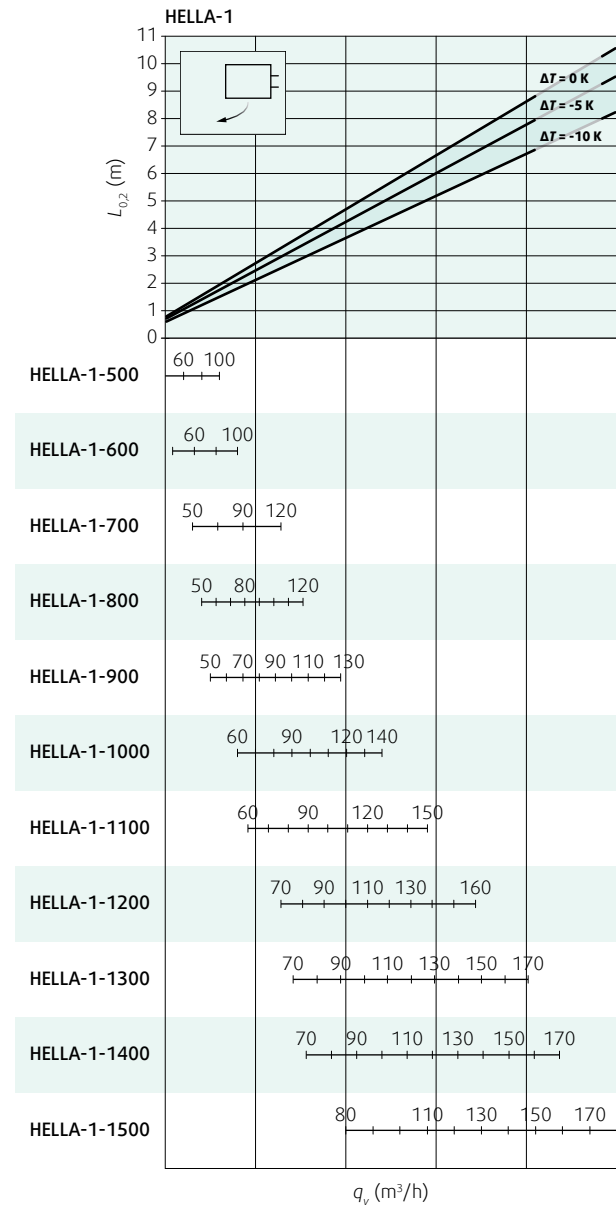 HELLA-1
11
10
9
8
7
6
5
4
3
2
1
0
L0,2 (m)
ΔT = 0 K
ΔT = -5 K
ΔT = -10 K
HELLA-1-500 60 100
HELLA-1-600 60 100
HELLA-1-700 50 90 120
HELLA-1-800 50 80 120
HELLA-1-900 50 70 90 110 130
HELLA-1-1000 60 90 120 140
HELLA-1-1100 60 90 120 150
HELLA-1-1200 70 90 110 130 160
HELLA-1-1300 70 90 110 130 150 170
HELLA-1-1400 70 90 110 130 150 170
HELLA-1-1500 80 110 130 150 170
qv (m³/h)